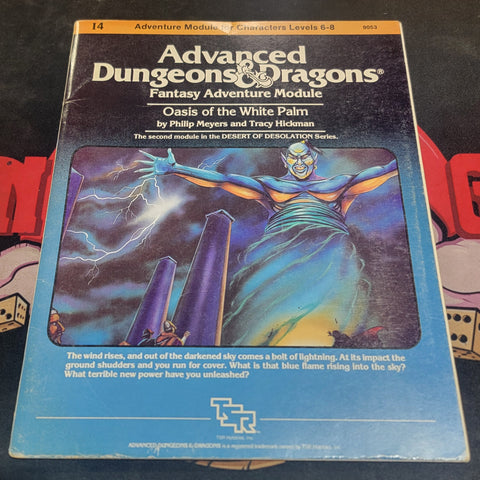 I4 Adventure Module for Characters Levels 6-8 9053
Advanced
Dungeons & Dragons®
Fantasy Adventure Module
Oasis of the White Palm
by Philip Meyers and Tracy Hickman
The second module in the DESERT OF DESOLATION Series.
The wind rises, and out of the darkened sky comes a bolt of lightning. At its impact the
ground shudders and you run for cover. What is that blue flame rising into the sky?
What terrible new power have you unleashed?
TSR
TSR Hobbies, Inc.
ADVANCED DUNGEONS & DRAGONS is a registered trademark owned by TSR Hobbies, Inc.